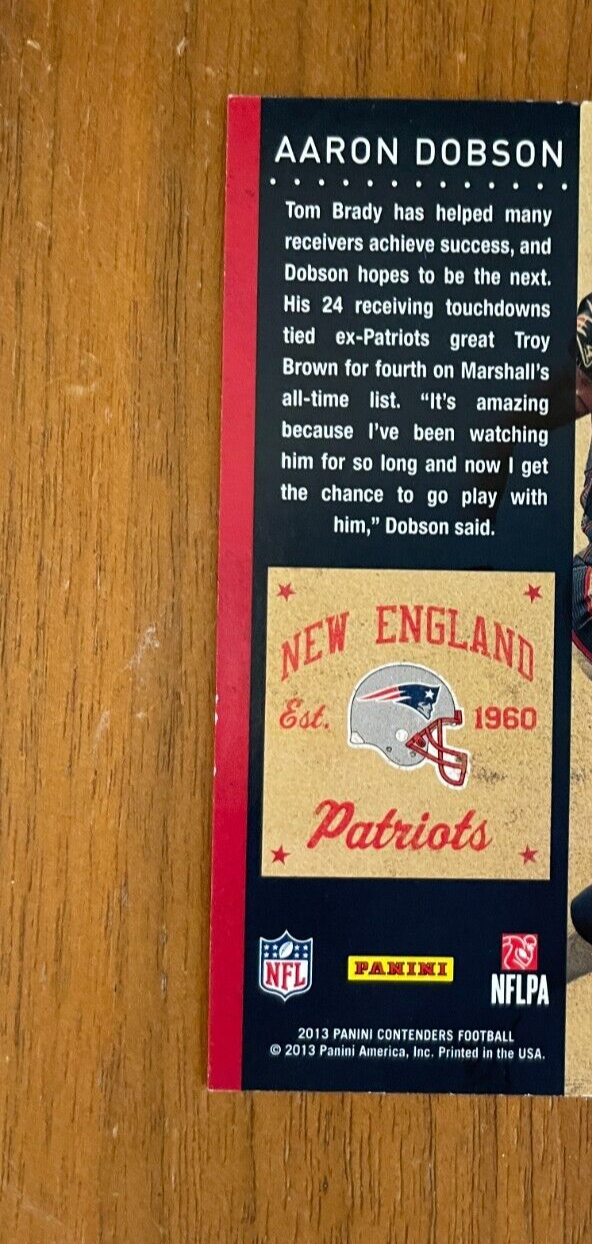 AARON DOBSON
Tom Brady has helped many
receivers achieve success, and
Dobson hopes to be the next.
His 24 receiving touchdowns
tied ex-Patriots great Troy
Brown for fourth on Marshall's
all-time list. “It's amazing
because I've been watching
him for so long and now I get
the chance to go play with
him,” Dobson said.
NEW ENGLAND
Est. 1960
Patriots
NFL
PANINI
NFLPA
2013 PANINI CONTENDERS FOOTBALL
© 2013 Panini America, Inc. Printed in the USA.